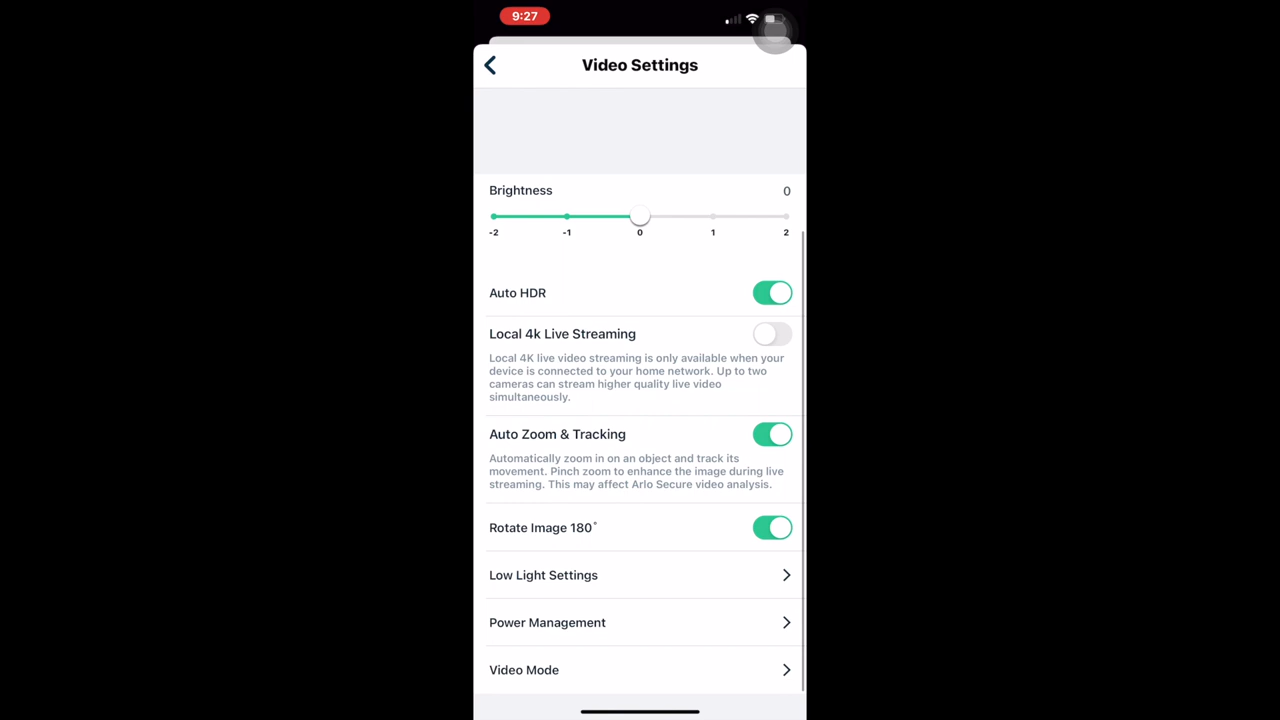 9:27
Video Settings
Brightness 0
-2 -1 0 1 2
Auto HDR
Local 4k Live Streaming
Local 4K live video streaming is only available when your
device is connected to your home network. Up to two
cameras can stream higher quality live video
simultaneously.
Auto Zoom & Tracking
Automatically zoom in on an object and track its
movement. Pinch zoom to enhance the image during live
streaming. This may affect Arlo Secure video analysis.
Rotate Image 180°
Low Light Settings
Power Management
Video Mode